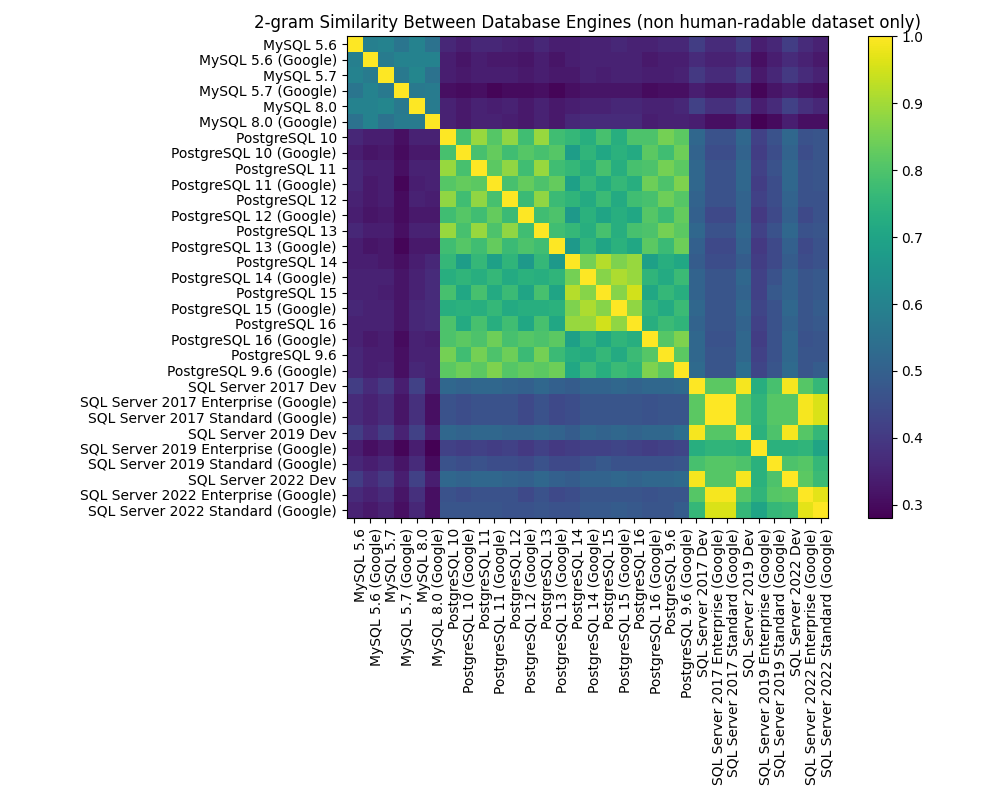 2-gram Similarity Between Database Engines (non human-radable dataset only)
MySQL 5.6
MySQL 5.6 (Google)
MySQL 5.7
MySQL 5.7 (Google)
MySQL 8.0
MySQL 8.0 (Google)
PostgreSQL 10
PostgreSQL 10 (Google)
PostgreSQL 11
PostgreSQL 11 (Google)
PostgreSQL 12
PostgreSQL 12 (Google)
PostgreSQL 13
PostgreSQL 13 (Google)
PostgreSQL 14
PostgreSQL 14 (Google)
PostgreSQL 15
PostgreSQL 15 (Google)
PostgreSQL 16
PostgreSQL 16 (Google)
PostgreSQL 9.6
PostgreSQL 9.6 (Google)
SQL Server 2017 Dev
SQL Server 2017 Enterprise (Google)
SQL Server 2017 Standard (Google)
SQL Server 2019 Dev
SQL Server 2019 Enterprise (Google)
SQL Server 2019 Standard (Google)
SQL Server 2022 Dev
SQL Server 2022 Enterprise (Google)
SQL Server 2022 Standard (Google)
MySQL 5.6
MySQL 5.6 (Google)
MySQL 5.7
MySQL 5.7 (Google)
MySQL 8.0
MySQL 8.0 (Google)
PostgreSQL 10
PostgreSQL 10 (Google)
PostgreSQL 11
PostgreSQL 11 (Google)
PostgreSQL 12
PostgreSQL 12 (Google)
PostgreSQL 13
PostgreSQL 13 (Google)
PostgreSQL 14
PostgreSQL 14 (Google)
PostgreSQL 15
PostgreSQL 15 (Google)
PostgreSQL 16
PostgreSQL 16 (Google)
PostgreSQL 9.6
PostgreSQL 9.6 (Google)
SQL Server 2017 Dev
SQL Server 2017 Enterprise (Google)
SQL Server 2017 Standard (Google)
SQL Server 2019 Dev
SQL Server 2019 Enterprise (Google)
SQL Server 2019 Standard (Google)
SQL Server 2022 Dev
SQL Server 2022 Enterprise (Google)
SQL Server 2022 Standard (Google)
1.0
0.9
0.8
0.7
0.6
0.5
0.4
0.3